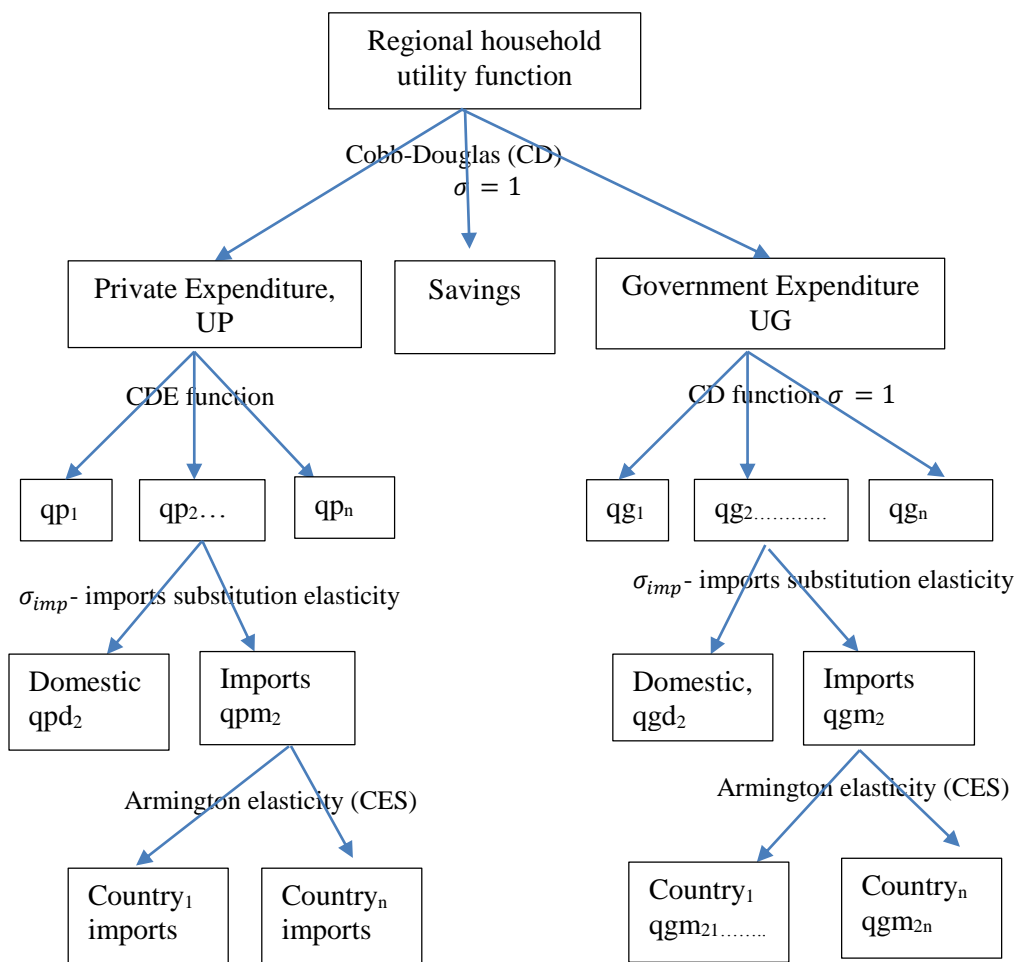 Regional household
utility function
Cobb-Douglas (CD)
σ = 1
Private Expenditure,
UP
Savings
Government Expenditure
UG
CDE function
CD function σ = 1
qp₁
qp₂…
qpₙ
qg₁
qg₂…………
qgₙ
σᵢₘₚ- imports substitution elasticity
σᵢₘₚ- imports substitution elasticity
Domestic
qpd₂
Imports
qpm₂
Domestic,
qgd₂
Imports
qgm₂
Armington elasticity (CES)
Armington elasticity (CES)
Country₁
imports
Countryₙ
imports
Country₁
qgm₂₁……..
Countryₙ
qgm₂ₙ